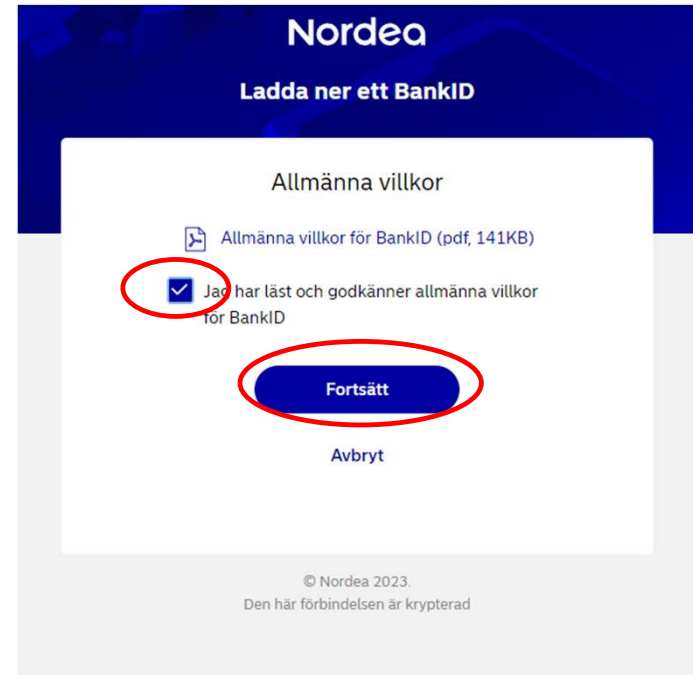 Nordea
Ladda ner ett BankID
Allmänna villkor
Allmänna villkor för BankID (pdf, 141KB)
Jag har läst och godkänner allmänna villkor
för BankID
Fortsätt
Avbryt
© Nordea 2023.
Den här förbindelsen är krypterad